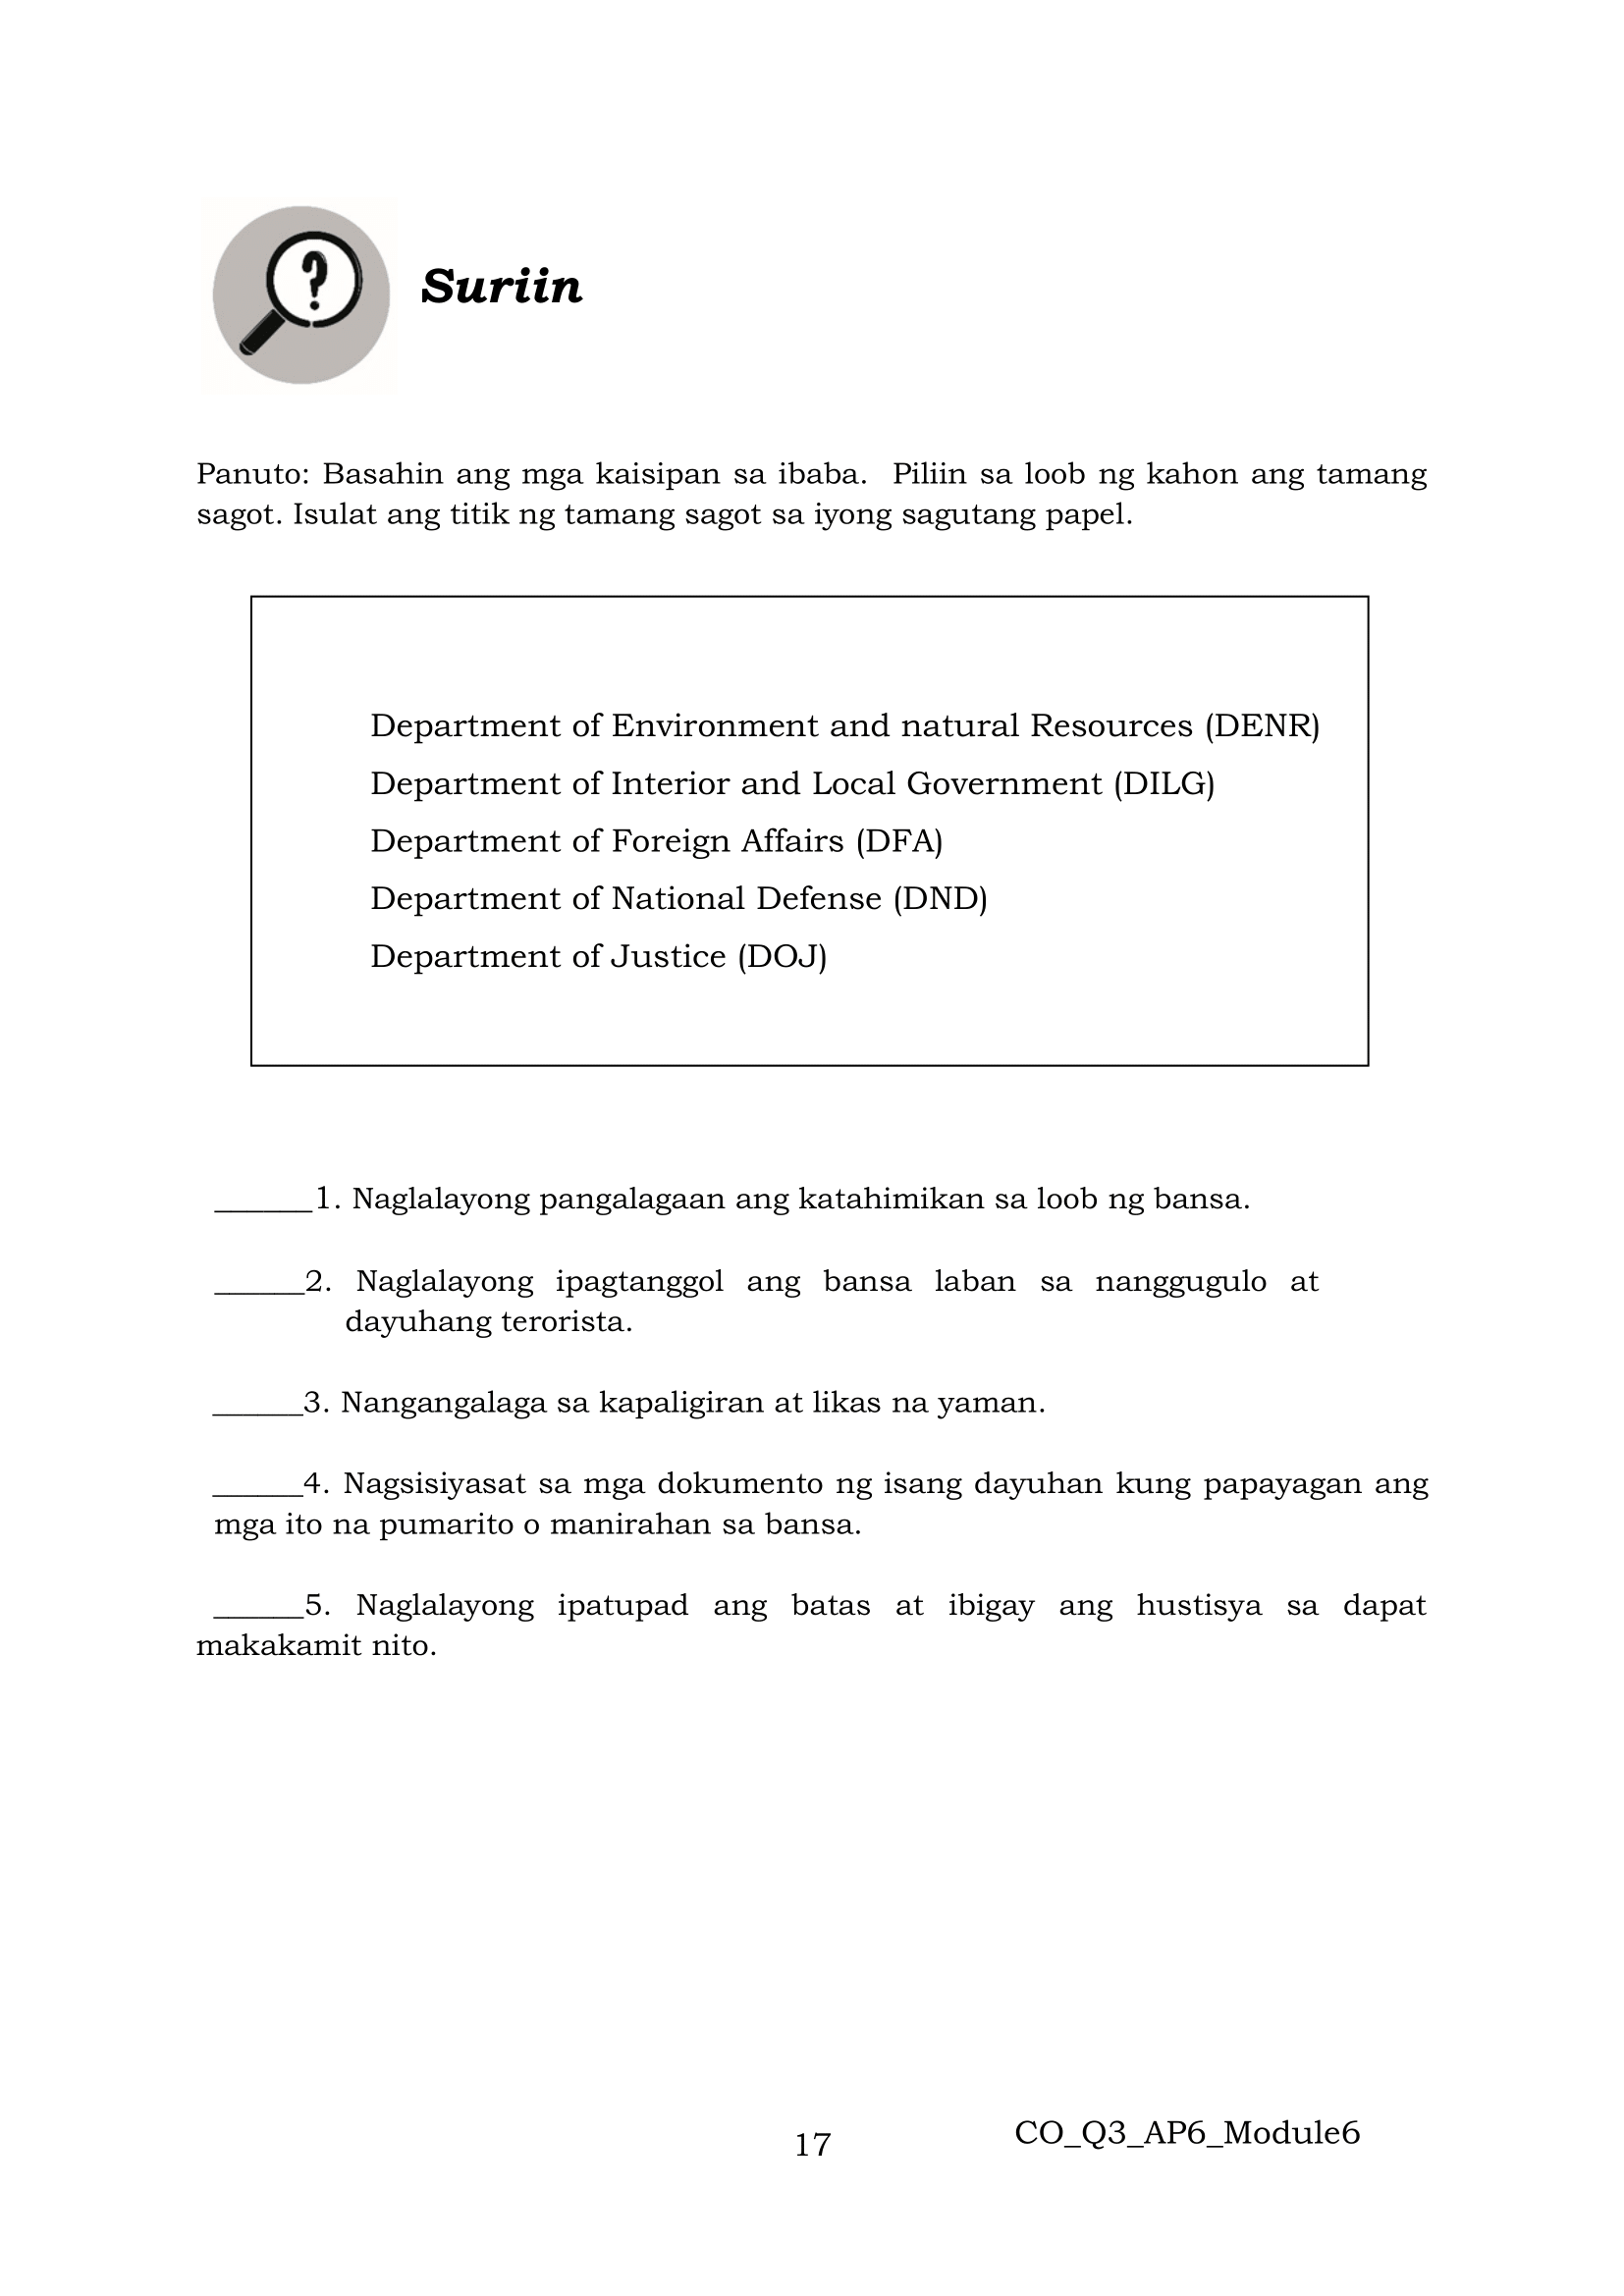 Suriin
Panuto: Basahin ang mga kaisipan sa ibaba. Piliin sa loob ng kahon ang tamang
sagot. Isulat ang titik ng tamang sagot sa iyong sagutang papel.
Department of Environment and natural Resources (DENR)
Department of Interior and Local Government (DILG)
Department of Foreign Affairs (DFA)
Department of National Defense (DND)
Department of Justice (DOJ)
______1. Naglalayong pangalagaan ang katahimikan sa loob ng bansa.
______2. Naglalayong ipagtanggol ang bansa laban sa nanggugulo at
dayuhang terorista.
______3. Nangangalaga sa kapaligiran at likas na yaman.
______4. Nagsisiyasat sa mga dokumento ng isang dayuhan kung papayagan ang
mga ito na pumarito o manirahan sa bansa.
______5. Naglalayong ipatupad ang batas at ibigay ang hustisya sa dapat
makakamit nito.
17
CO_Q3_AP6_Module6